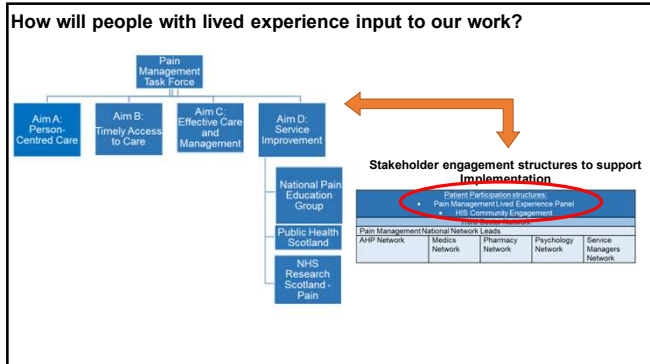 How will people with lived experience input to our work?
Pain
Management
Task Force
Aim A:
Person-
Centred Care
Aim B:
Timely Access
to Care
Aim C:
Effective Care
and
Management
Aim D:
Service
Improvement
National Pain
Education
Group
Public Health
Scotland
NHS
Research
Scotland -
Pain
Stakeholder engagement structures to support
Implementation
Patient Participation structures:
• Pain Management Lived Experience Panel
• HIS Community Engagement
Third Sector Network
Pain Management National Network Leads
AHP Network
Medics
Network
Pharmacy
Network
Psychology
Network
Service
Managers
Network